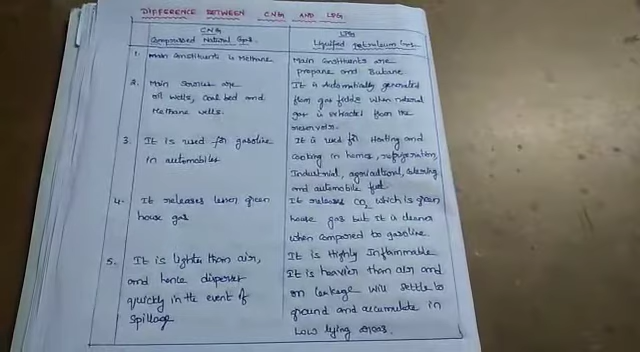 DIFFERENCE BETWEEN CNG AND LPG.
CNG
Compressed Natural Gas.
LPG
Liquified petroleum Gas.
1. Main constituents is Methane
Main constituents are
propane and Butane
2. Main sources are
oil wells, coal bed and
Methane wells.
It is Automatically generated
from gas fields when natural
gas is extracted from the
reservoirs.
3. It is used for gasoline
in automobiles
It is used for Heating and
Cooking in homes, refrigeration,
Industrial, agricultural, catering
and automobile fuel
4. It releases lesser green
house gas
It releases CO2 which is green
house gas but it is cleaner
when compared to gasoline
5. It is lighter than air,
and hence disperses
quickly in the event of
Spillage
It is Highly Inflammable
It is heavier than air and
on leakage will settle to
ground and accumulate in
Low lying areas.